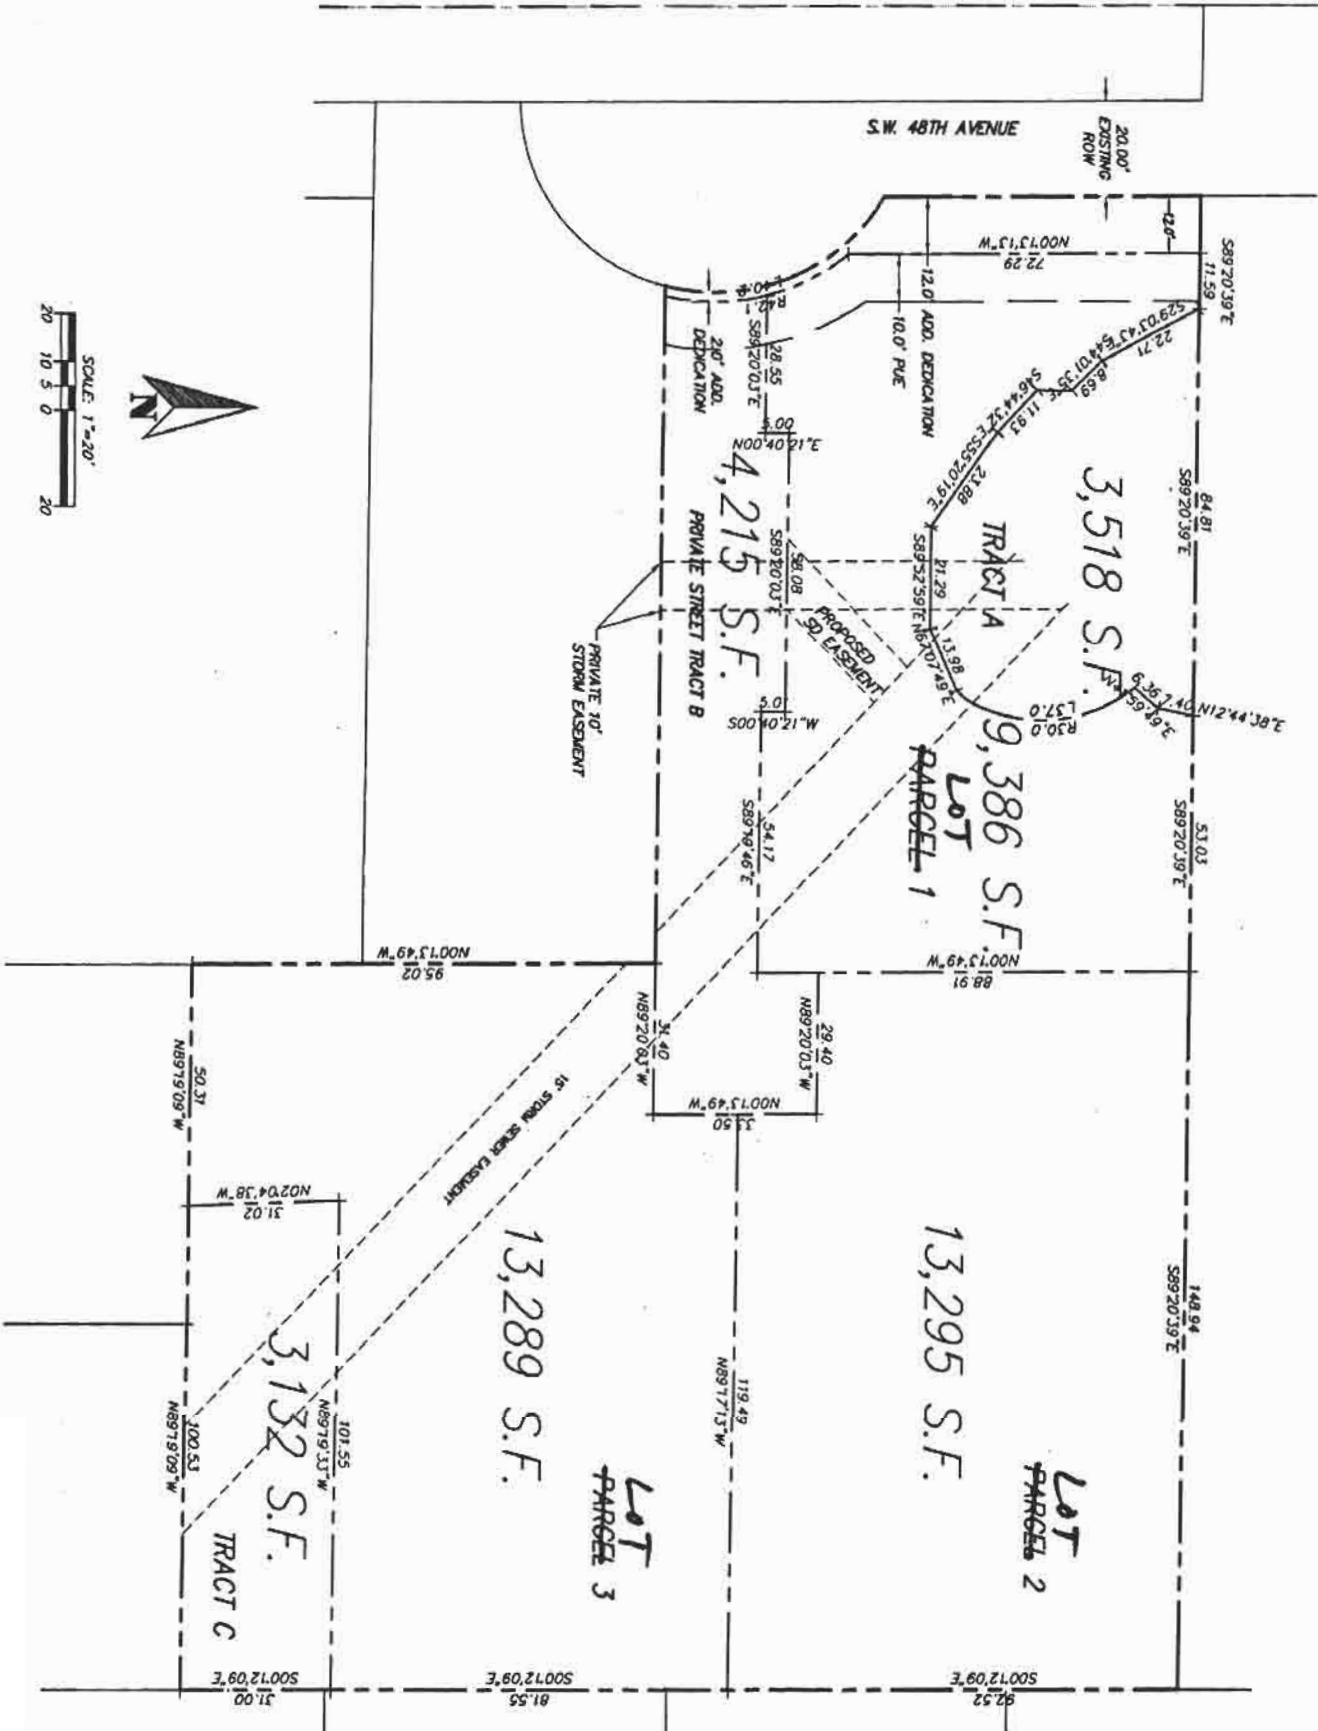 S.W. 48TH AVENUE
20.00'
EXISTING
ROW
12.0'
S89°20'39"E
11.59
N00°13'13"W
72.29
12.0' ADD. DEDICATION
10.0' PUE
2.0' ADD.
DEDICATION
28.55
S89°20'03"E
5.00
N00°40'21"E
S29°03'43"E
22.71
S44°01'35"E
8.69
S46°44'32"E
11.93
S55°20'19"E
23.88
84.81
S89°20'39"E
3,518 S.F.
TRACT A
21.29
S89°52'59"E
13.98
N67°07'49"E
R30.0
L37.0
6.36
7.40
N12°44'38"E
4,215 S.F.
PRIVATE STREET TRACT B
58.08
S89°20'03"E
PROPOSED
SD EASEMENT
5.01
S00°40'21"W
PRIVATE 10'
STORM EASEMENT
54.17
S89°19'46"E
9,386 S.F.
LOT
PARCEL 1
53.03
S89°20'39"E
N00°13'49"W
88.91
N00°13'49"W
95.02
31.40
N89°20'03"W
29.40
N89°20'03"W
N00°13'49"W
33.50
50.31
N89°19'09"W
N02°04'38"W
31.02
15' STORM SEWER EASEMENT
13,289 S.F.
13,295 S.F.
148.94
S89°20'39"E
119.49
N89°17'13"W
3,132 S.F.
101.55
N89°19'33"W
100.53
N89°19'09"W
TRACT C
LOT
PARCEL 3
LOT
PARCEL 2
S00°12'09"E
31.00
S00°12'09"E
81.55
S00°12'09"E
92.52
N
SCALE: 1"=20'
20 10 5 0 20